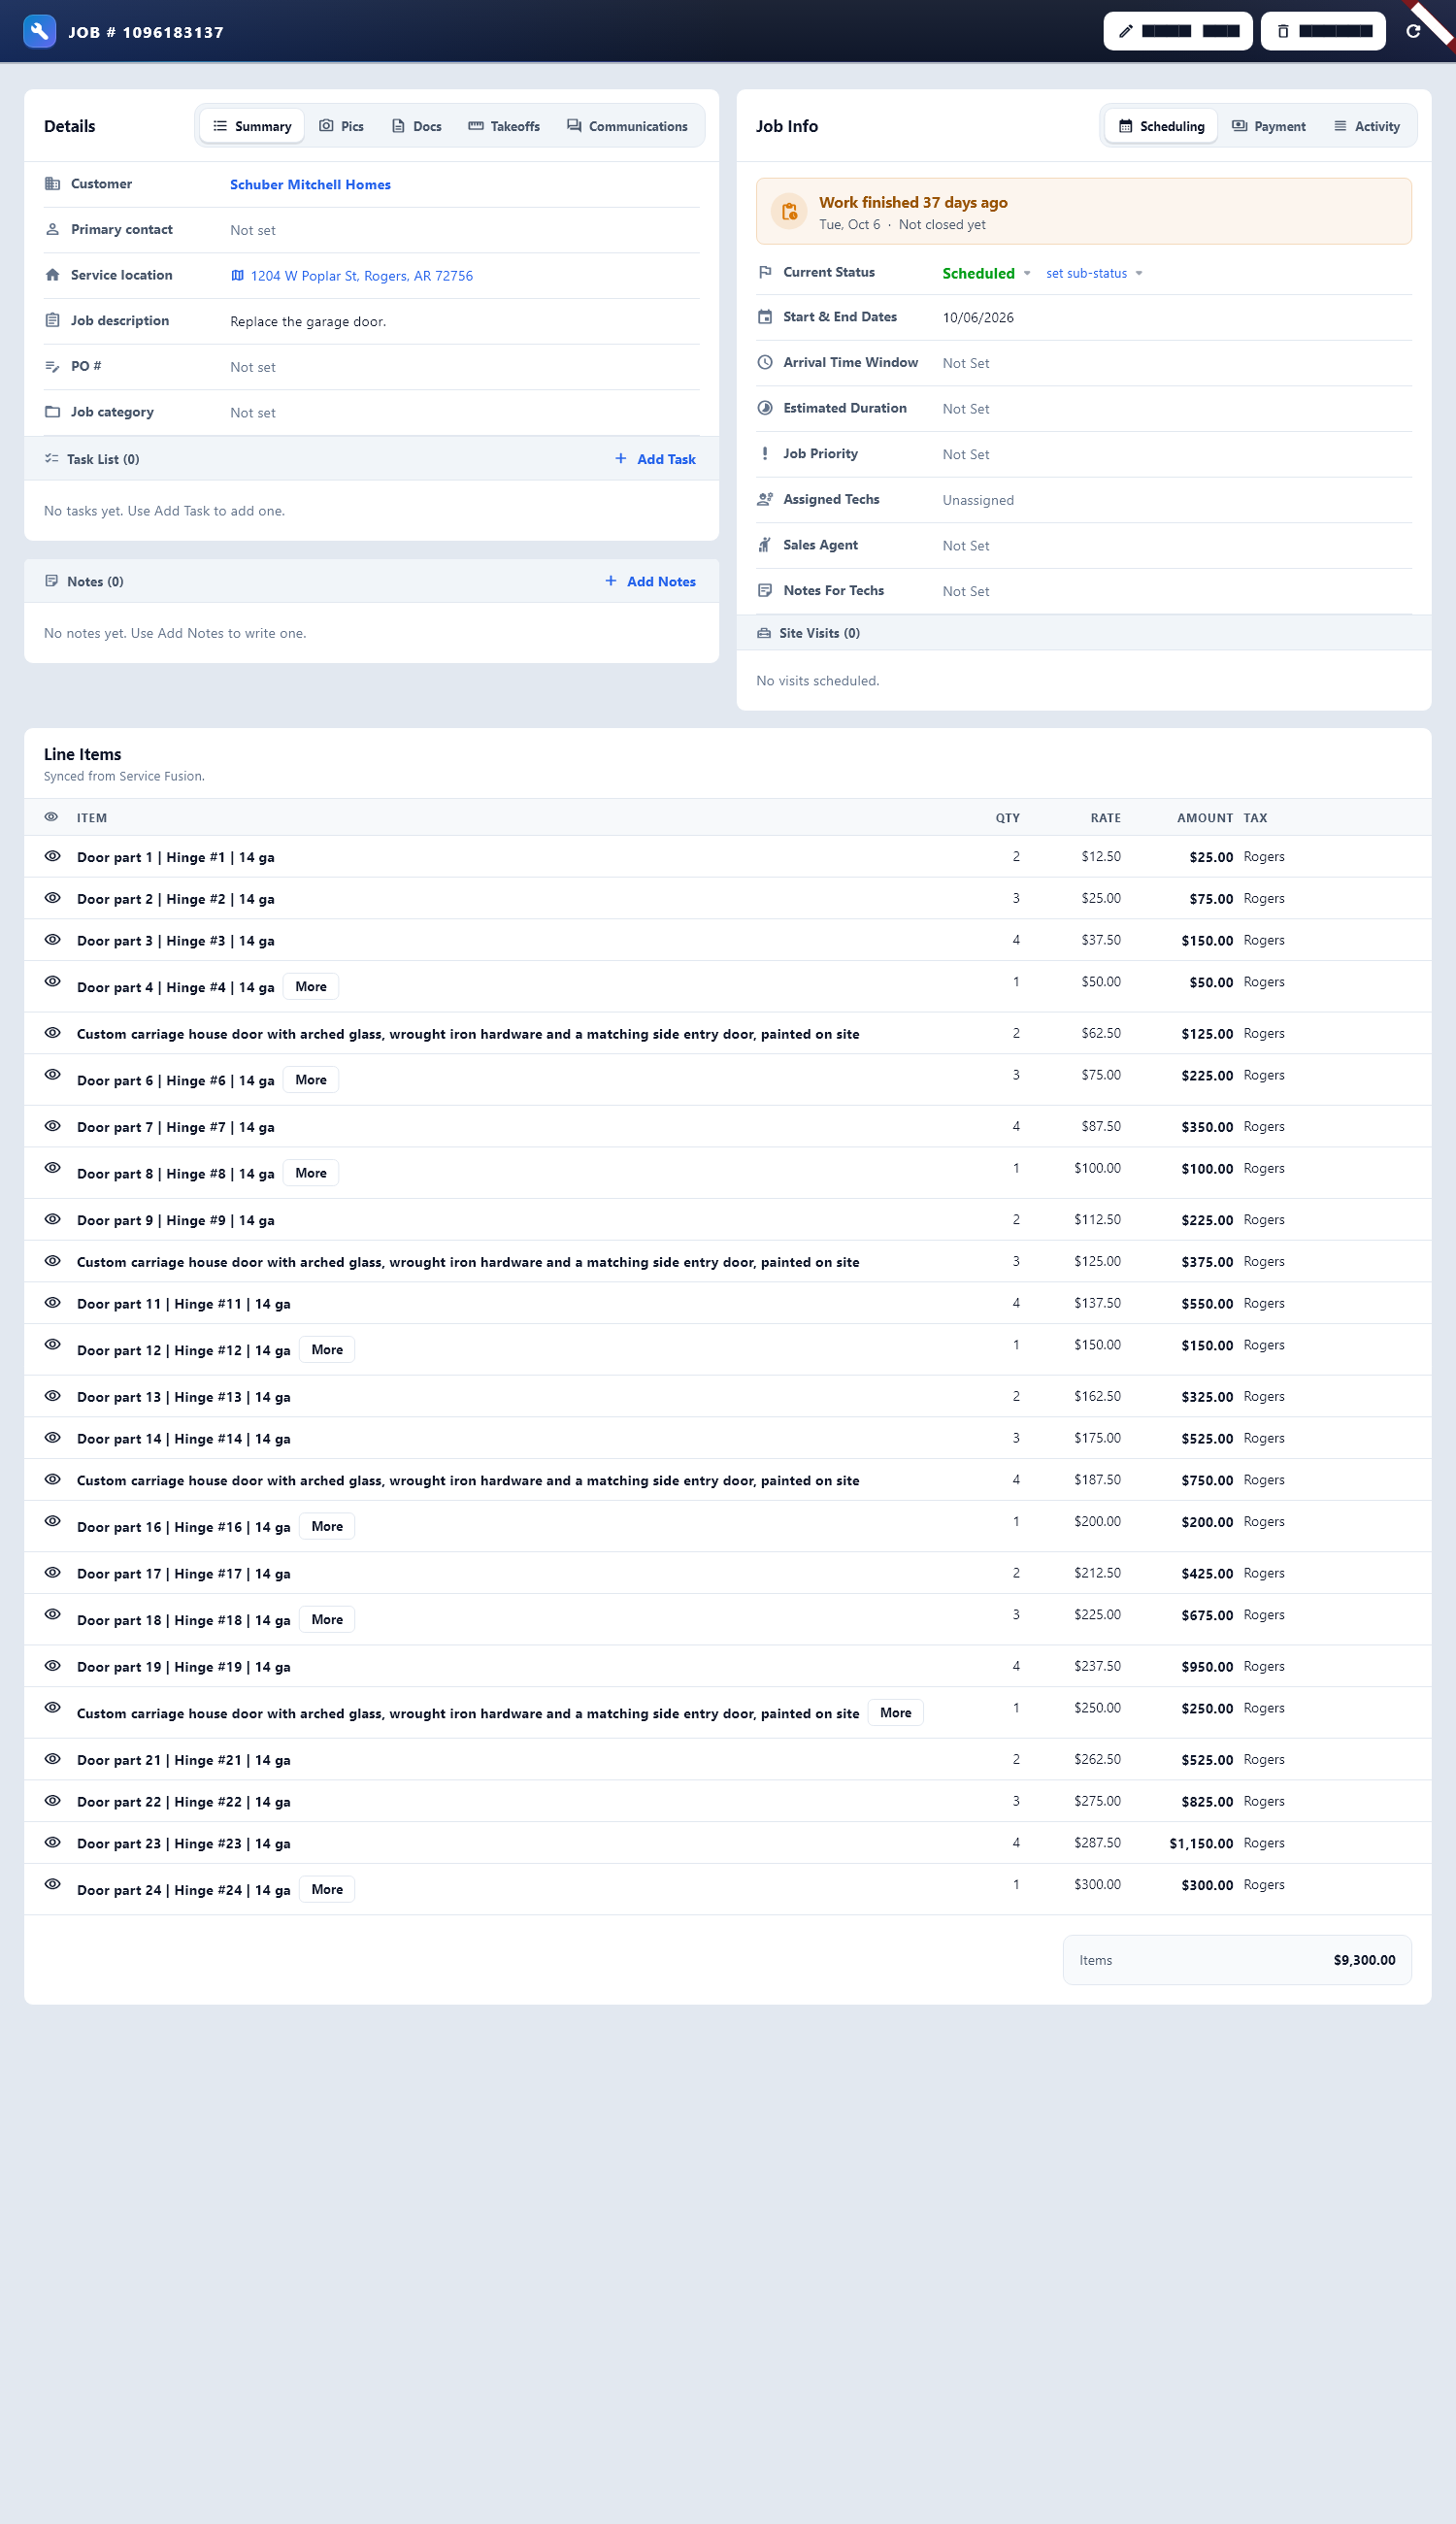 JOB # 1096183137
Details
Summary
Pics
Docs
Takeoffs
Communications
Customer
Schuber Mitchell Homes
Primary contact
Not set
Service location
1204 W Poplar St, Rogers, AR 72756
Job description
Replace the garage door.
PO #
Not set
Job category
Not set
Task List (0)
Add Task
No tasks yet. Use Add Task to add one.
Notes (0)
Add Notes
No notes yet. Use Add Notes to write one.
Job Info
Scheduling
Payment
Activity
Work finished 37 days ago
Tue, Oct 6 · Not closed yet
Current Status
Scheduled
set sub-status
Start & End Dates
10/06/2026
Arrival Time Window
Not Set
Estimated Duration
Not Set
Job Priority
Not Set
Assigned Techs
Unassigned
Sales Agent
Not Set
Notes For Techs
Not Set
Site Visits (0)
No visits scheduled.
Line Items
Synced from Service Fusion.
ITEM QTY RATE AMOUNT TAX
Door part 1 | Hinge #1 | 14 ga 2 $12.50 $25.00 Rogers
Door part 2 | Hinge #2 | 14 ga 3 $25.00 $75.00 Rogers
Door part 3 | Hinge #3 | 14 ga 4 $37.50 $150.00 Rogers
Door part 4 | Hinge #4 | 14 ga More 1 $50.00 $50.00 Rogers
Custom carriage house door with arched glass, wrought iron hardware and a matching side entry door, painted on site 2 $62.50 $125.00 Rogers
Door part 6 | Hinge #6 | 14 ga More 3 $75.00 $225.00 Rogers
Door part 7 | Hinge #7 | 14 ga 4 $87.50 $350.00 Rogers
Door part 8 | Hinge #8 | 14 ga More 1 $100.00 $100.00 Rogers
Door part 9 | Hinge #9 | 14 ga 2 $112.50 $225.00 Rogers
Custom carriage house door with arched glass, wrought iron hardware and a matching side entry door, painted on site 3 $125.00 $375.00 Rogers
Door part 11 | Hinge #11 | 14 ga 4 $137.50 $550.00 Rogers
Door part 12 | Hinge #12 | 14 ga More 1 $150.00 $150.00 Rogers
Door part 13 | Hinge #13 | 14 ga 2 $162.50 $325.00 Rogers
Door part 14 | Hinge #14 | 14 ga 3 $175.00 $525.00 Rogers
Custom carriage house door with arched glass, wrought iron hardware and a matching side entry door, painted on site 4 $187.50 $750.00 Rogers
Door part 16 | Hinge #16 | 14 ga More 1 $200.00 $200.00 Rogers
Door part 17 | Hinge #17 | 14 ga 2 $212.50 $425.00 Rogers
Door part 18 | Hinge #18 | 14 ga More 3 $225.00 $675.00 Rogers
Door part 19 | Hinge #19 | 14 ga 4 $237.50 $950.00 Rogers
Custom carriage house door with arched glass, wrought iron hardware and a matching side entry door, painted on site More 1 $250.00 $250.00 Rogers
Door part 21 | Hinge #21 | 14 ga 2 $262.50 $525.00 Rogers
Door part 22 | Hinge #22 | 14 ga 3 $275.00 $825.00 Rogers
Door part 23 | Hinge #23 | 14 ga 4 $287.50 $1,150.00 Rogers
Door part 24 | Hinge #24 | 14 ga More 1 $300.00 $300.00 Rogers
Items $9,300.00